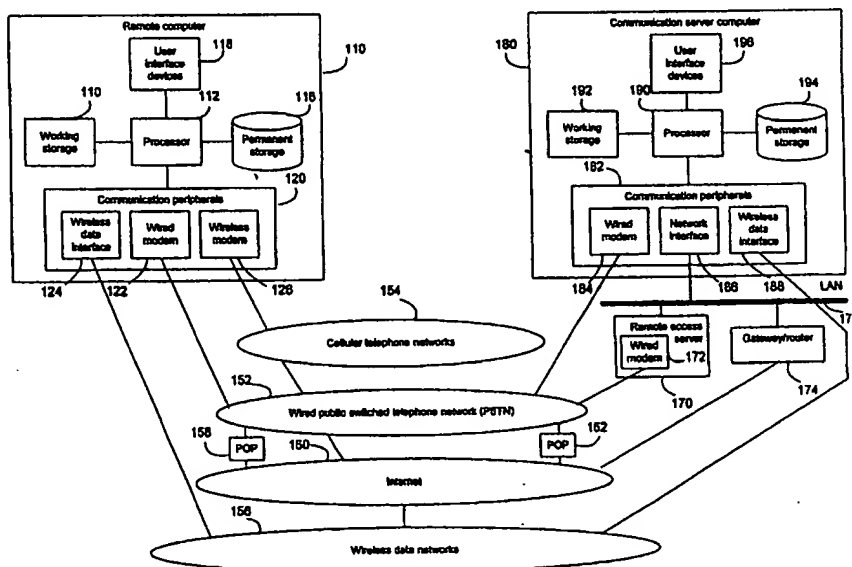 Remote computer
118
User
Interface
devices
110
110
112
116
Working
storage
Processor
Permanent
storage
120
Communication peripherals
Wireless
data
interface
Wired
modem
Wireless
modem
124
122
126
Communication server computer
180
User
Interface
devices
196
192
190
194
Working
storage
Processor
Permanent
storage
182
Communication peripherals
Wired
modem
Network
interface
Wireless
data
interface
184
186
188
LAN
Remote access
server
Wired
modem
172
170
Gateway/router
174
154
Cellular telephone networks
152
Wired public switched telephone network (PSTN)
158
POP
150
POP
162
Internet
156
Wireless data networks